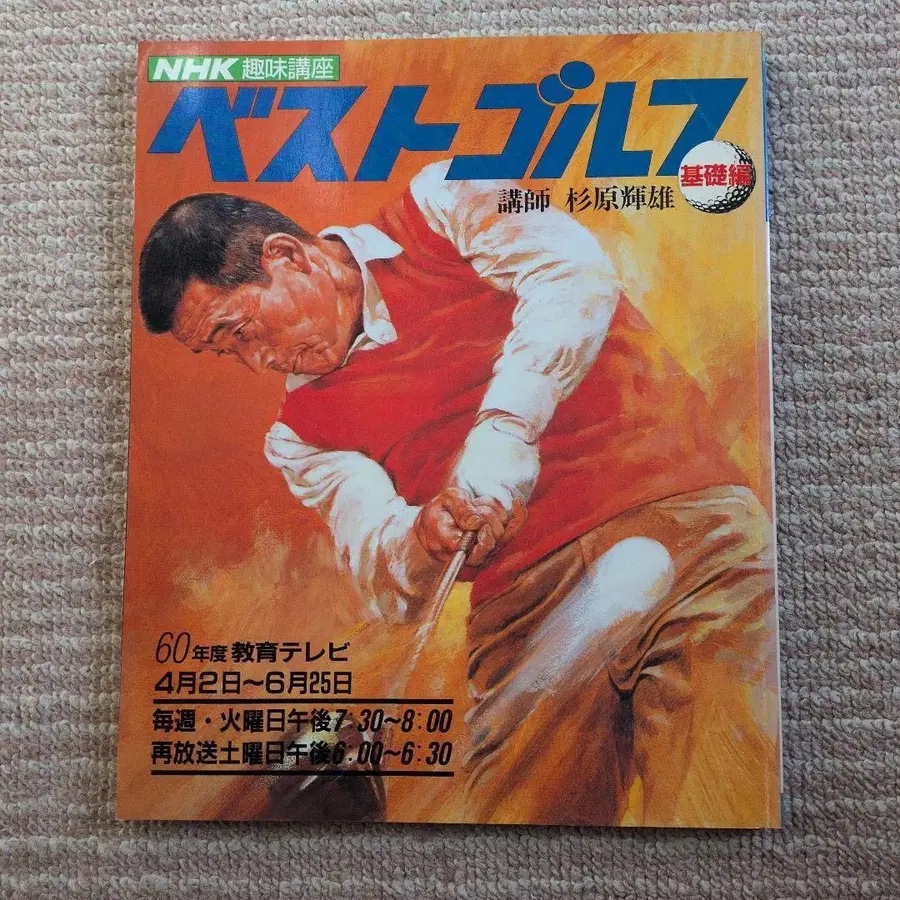 NHK 趣味講座
ベストゴルフ
基礎編
講師 杉原輝雄
60年度 教育テレビ
4月2日~6月25日
毎週・火曜日午後7:30~8:00
再放送土曜日午後6:00~6:30